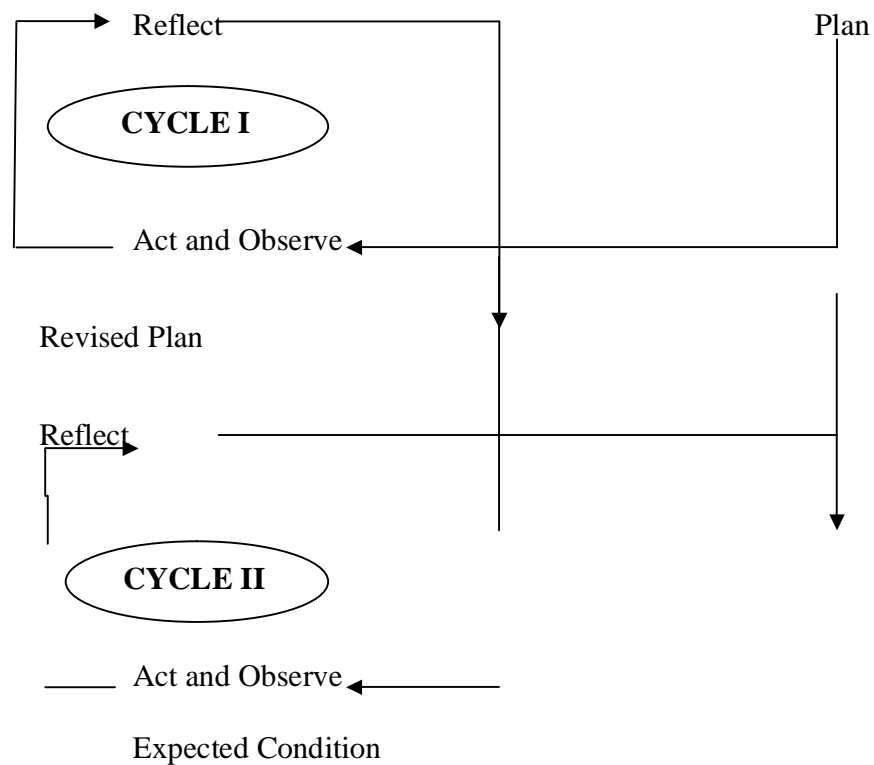 Reflect Plan
CYCLE I
Act and Observe
Revised Plan
Reflect
CYCLE II
Act and Observe
Expected Condition